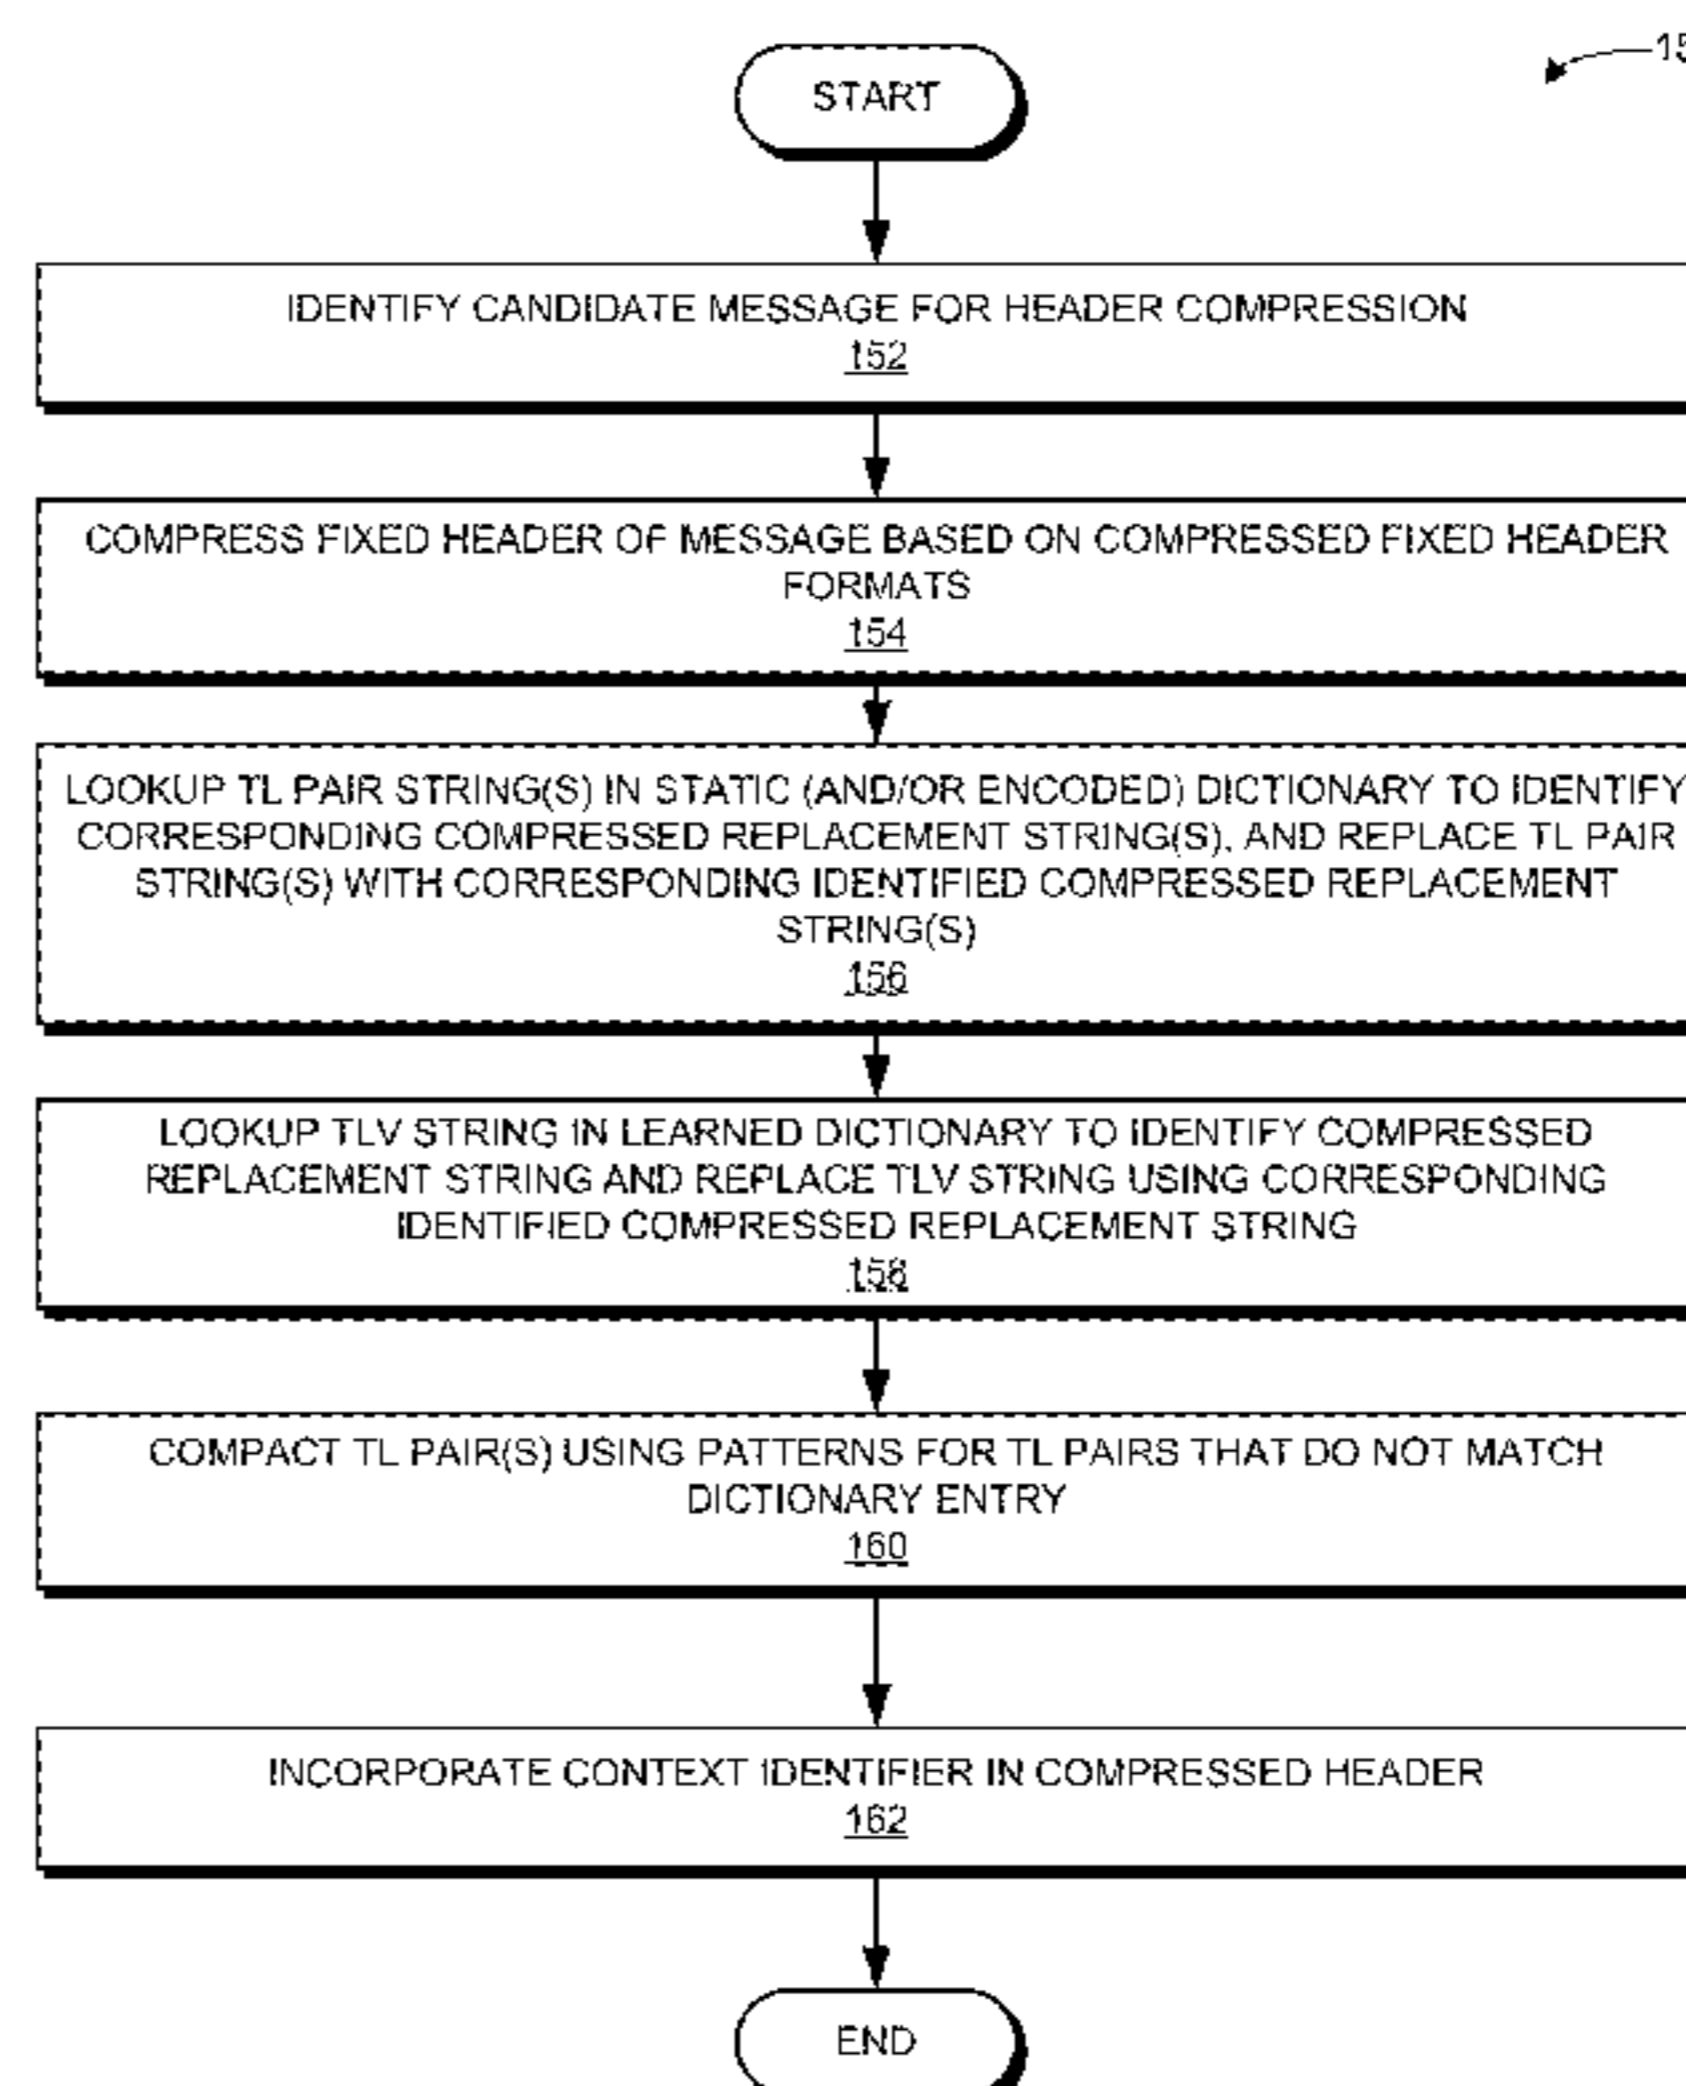 START
IDENTIFY CANDIDATE MESSAGE FOR HEADER COMPRESSION
152
COMPRESS FIXED HEADER OF MESSAGE BASED ON COMPRESSED FIXED HEADER
FORMATS
154
LOOKUP TL PAIR STRING(S) IN STATIC (AND/OR ENCODED) DICTIONARY TO IDENTIFY
CORRESPONDING COMPRESSED REPLACEMENT STRING(S), AND REPLACE TL PAIR
STRING(S) WITH CORRESPONDING IDENTIFIED COMPRESSED REPLACEMENT
STRING(S)
156
LOOKUP TLV STRING IN LEARNED DICTIONARY TO IDENTIFY COMPRESSED
REPLACEMENT STRING AND REPLACE TLV STRING USING CORRESPONDING
IDENTIFIED COMPRESSED REPLACEMENT STRING
158
COMPACT TL PAIR(S) USING PATTERNS FOR TL PAIRS THAT DO NOT MATCH
DICTIONARY ENTRY
160
INCORPORATE CONTEXT IDENTIFIER IN COMPRESSED HEADER
162
END